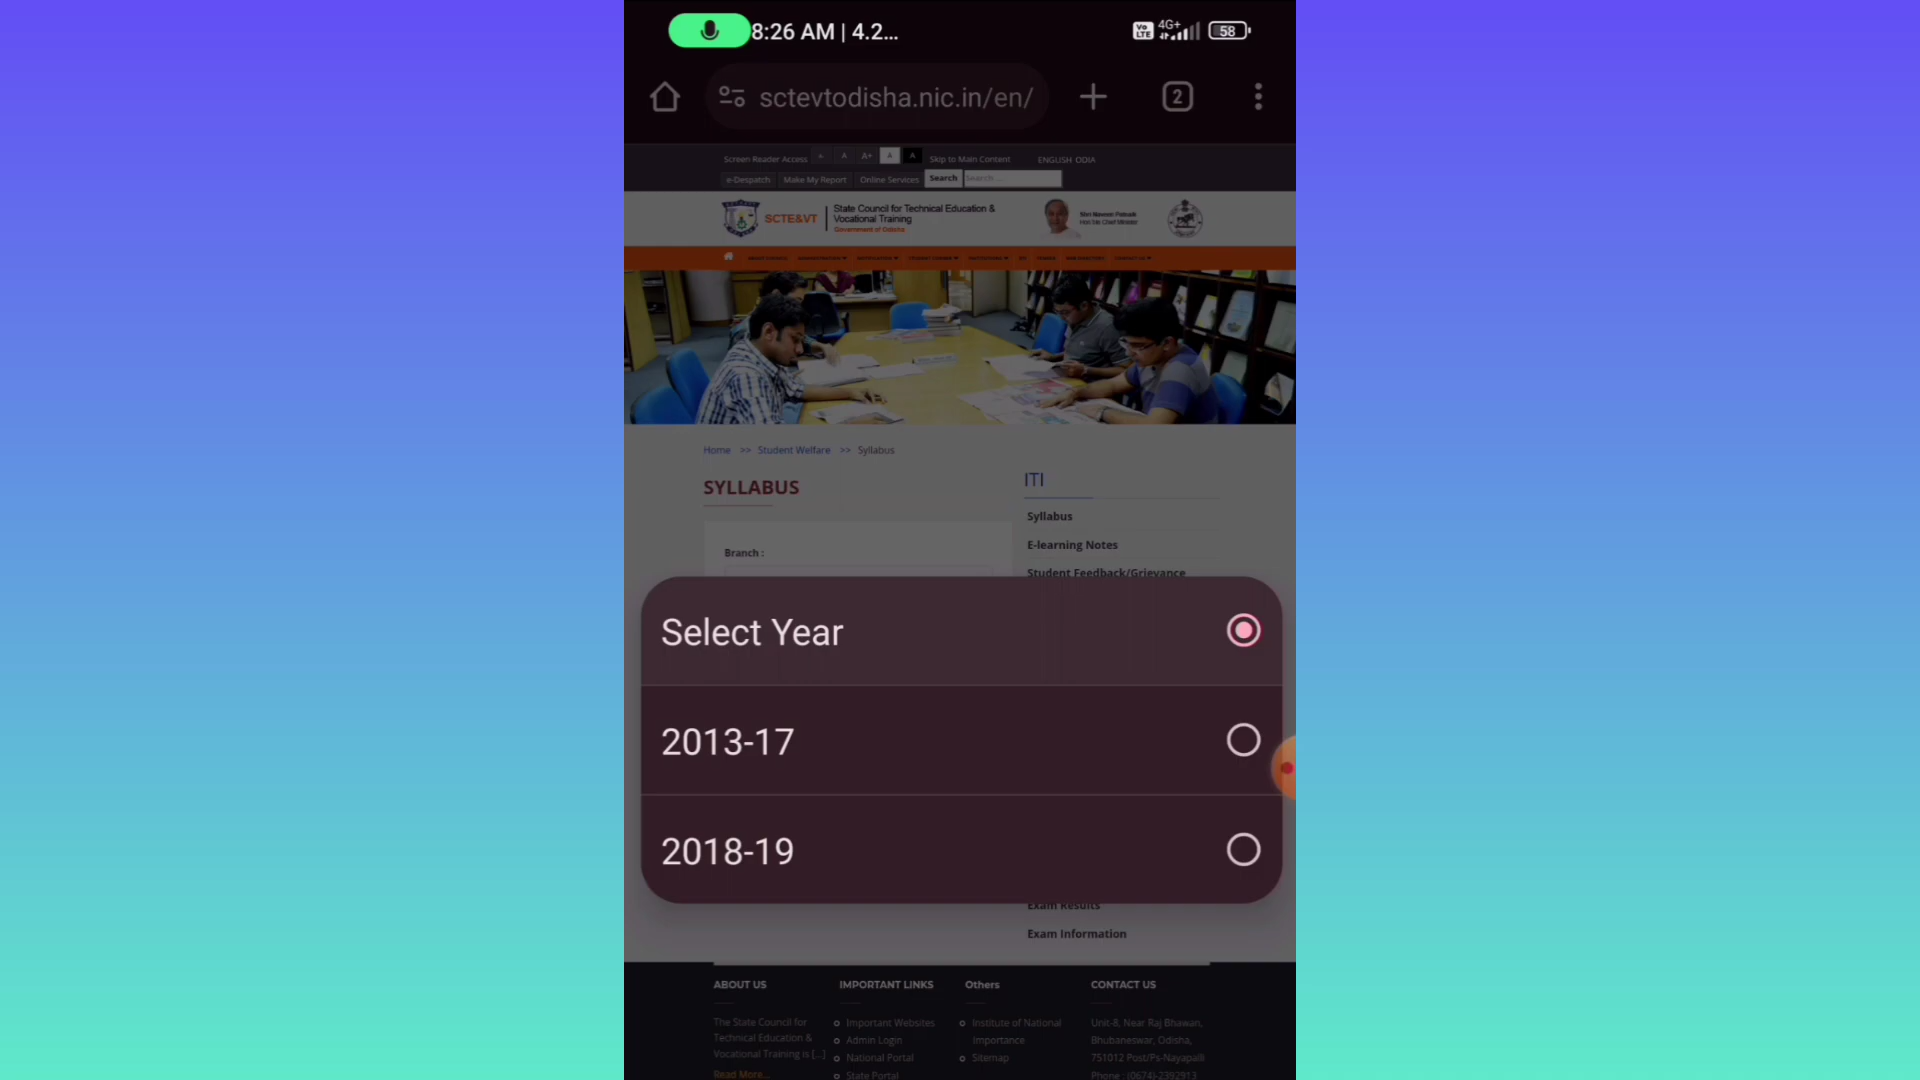 8:26 AM | 4.2...
Vo LTE 4G+ 58
sctevtodisha.nic.in/en/
2
Screen Reader Access A- A A+ A A Skip to Main Content ENGLISH ODIA
e-Despatch Make My Report Online Services Search Search ...
SCTE&VT
State Council for Technical Education &
Vocational Training
Government of Odisha
Shri Naveen Patnaik
Hon'ble Chief Minister
Home >> Student Welfare >> Syllabus
SYLLABUS
Branch :
ITI
Syllabus
E-learning Notes
Student Feedback/Grievance
Select Year
2013-17
2018-19
Exam Results
Exam Information
ABOUT US
The State Council for
Technical Education &
Vocational Training is [...]
Read More...
IMPORTANT LINKS
Important Websites
Admin Login
National Portal
State Portal
Others
Institute of National
Importance
Sitemap
CONTACT US
Unit-8, Near Raj Bhawan,
Bhubaneswar, Odisha,
751012 Post/Ps-Nayapalli
Phone : (0674)-2392913